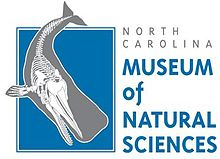 NORTH
CAROLINA
MUSEUM
of
NATURAL
SCIENCES